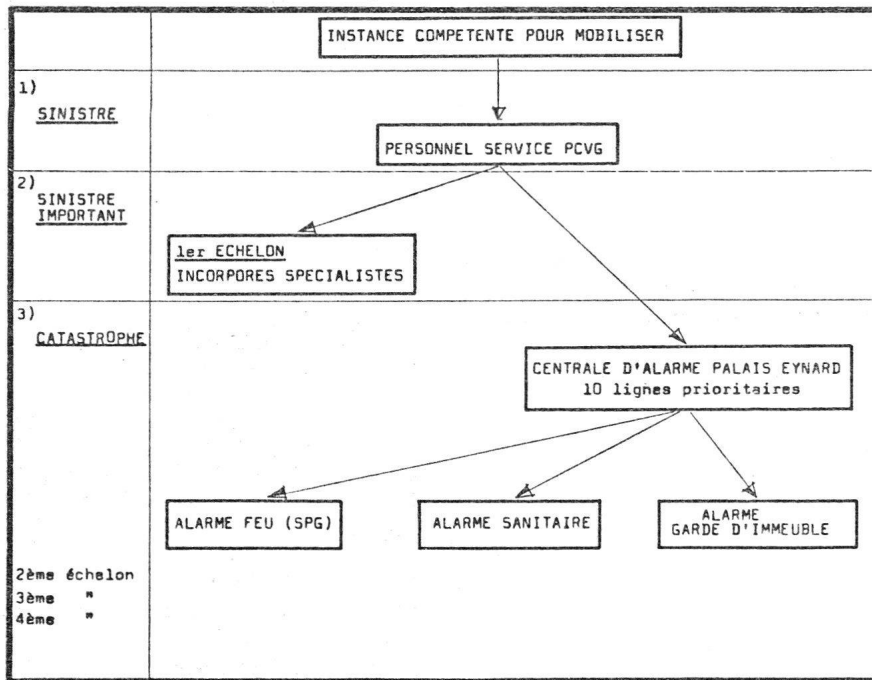 INSTANCE COMPETENTE POUR MOBILISER
1)
SINISTRE
PERSONNEL SERVICE PCVG
2)
SINISTRE
IMPORTANT
1er ECHELON
INCORPORES SPECIALISTES
3)
CATASTROPHE
CENTRALE D'ALARME PALAIS EYNARD
10 lignes prioritaires
ALARME FEU (SPG)
ALARME SANITAIRE
ALARME
GARDE D'IMMEUBLE
2ème échelon
3ème "
4ème "